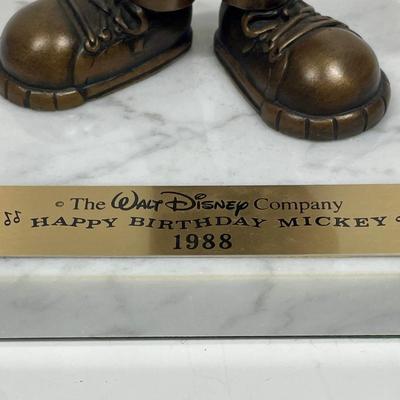 © The Walt Disney Company
♫ HAPPY BIRTHDAY MICKEY
1988